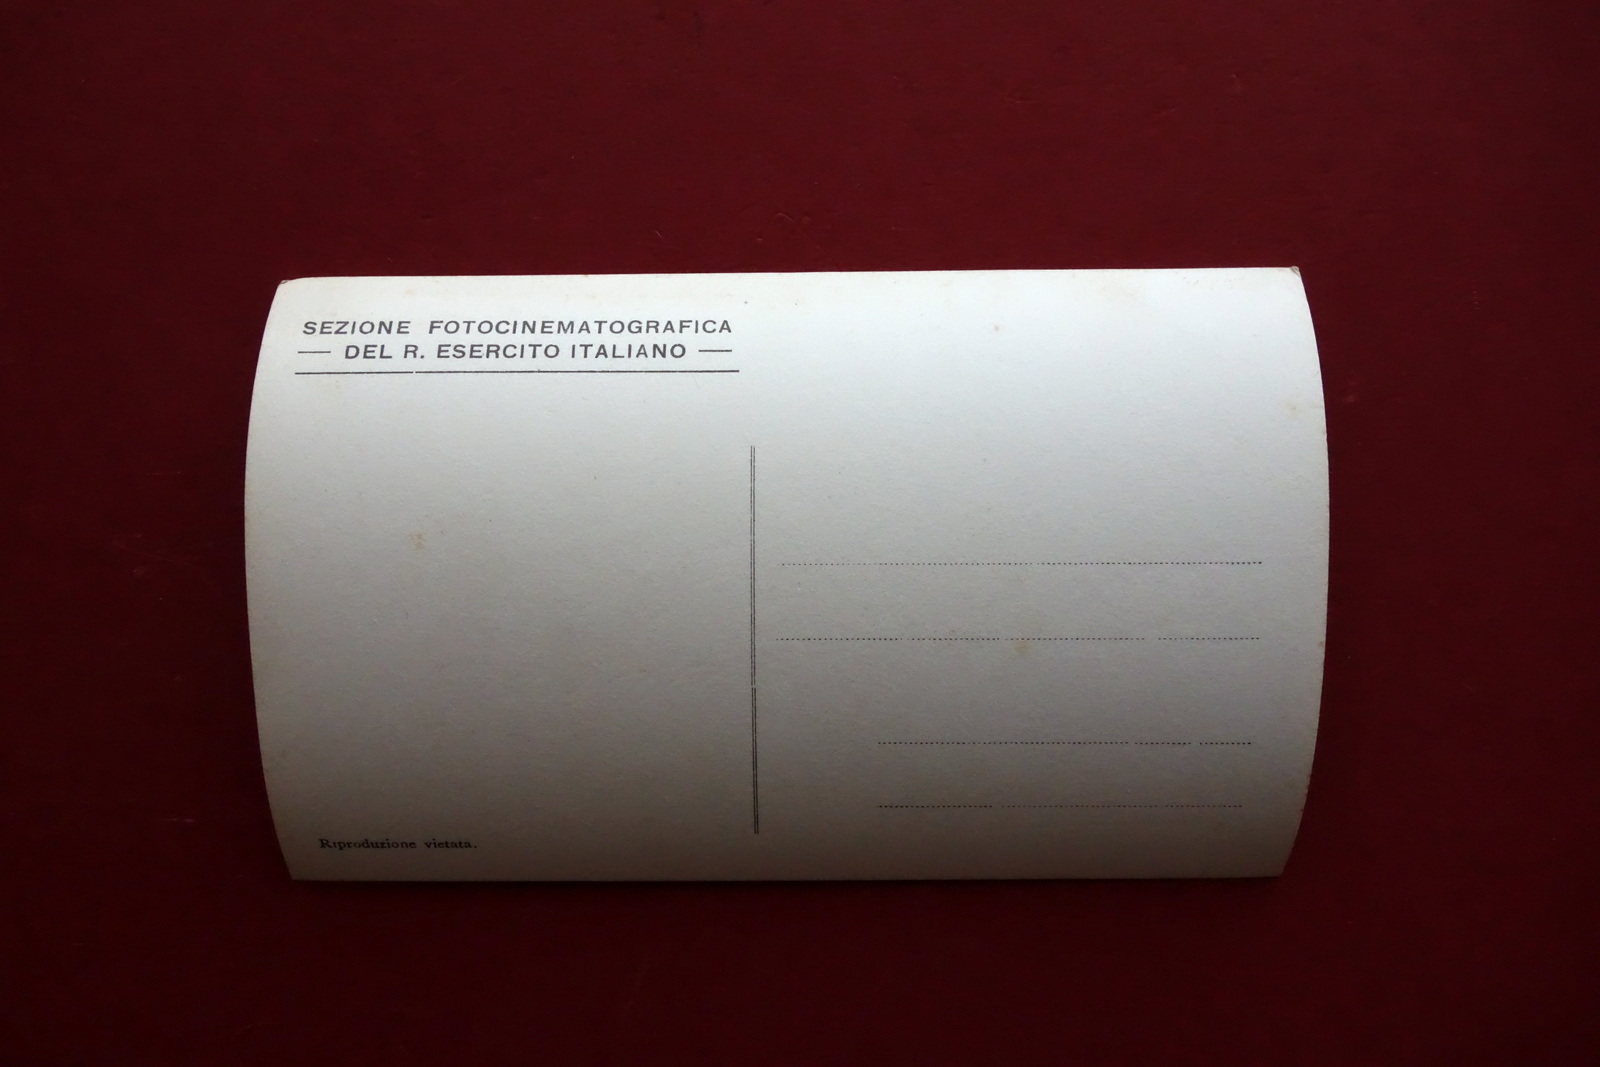 SEZIONE FOTOCINEMATOGRAFICA
— DEL R. ESERCITO ITALIANO —
Riproduzione vietata.